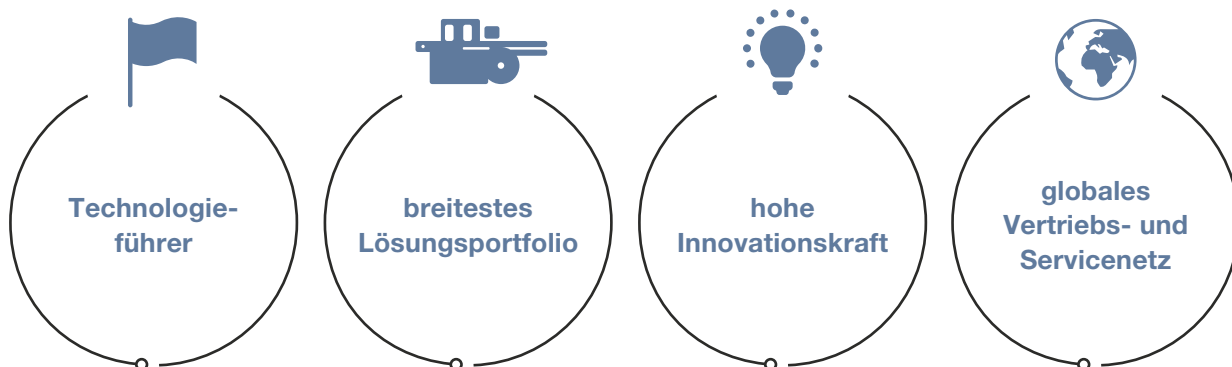 Technologie-
führer
breitestes
Lösungsportfolio
hohe
Innovationskraft
globales
Vertriebs- und
Servicenetz